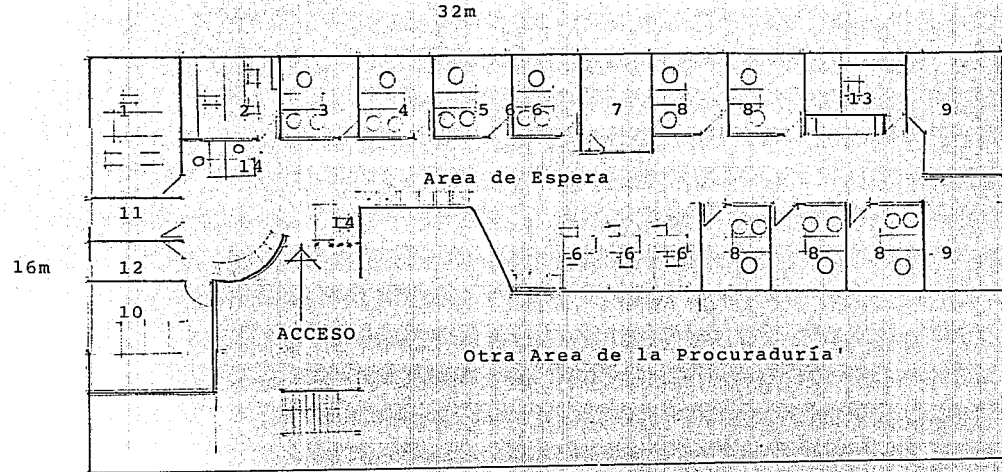 32m
1 2 3 4 5 6 6 7 8 8 13 9
14
Area de Espera
11
14
16m
12
6 6 6 8 8 8 9
10
ACCESO
Otra Area de la Procuraduría'